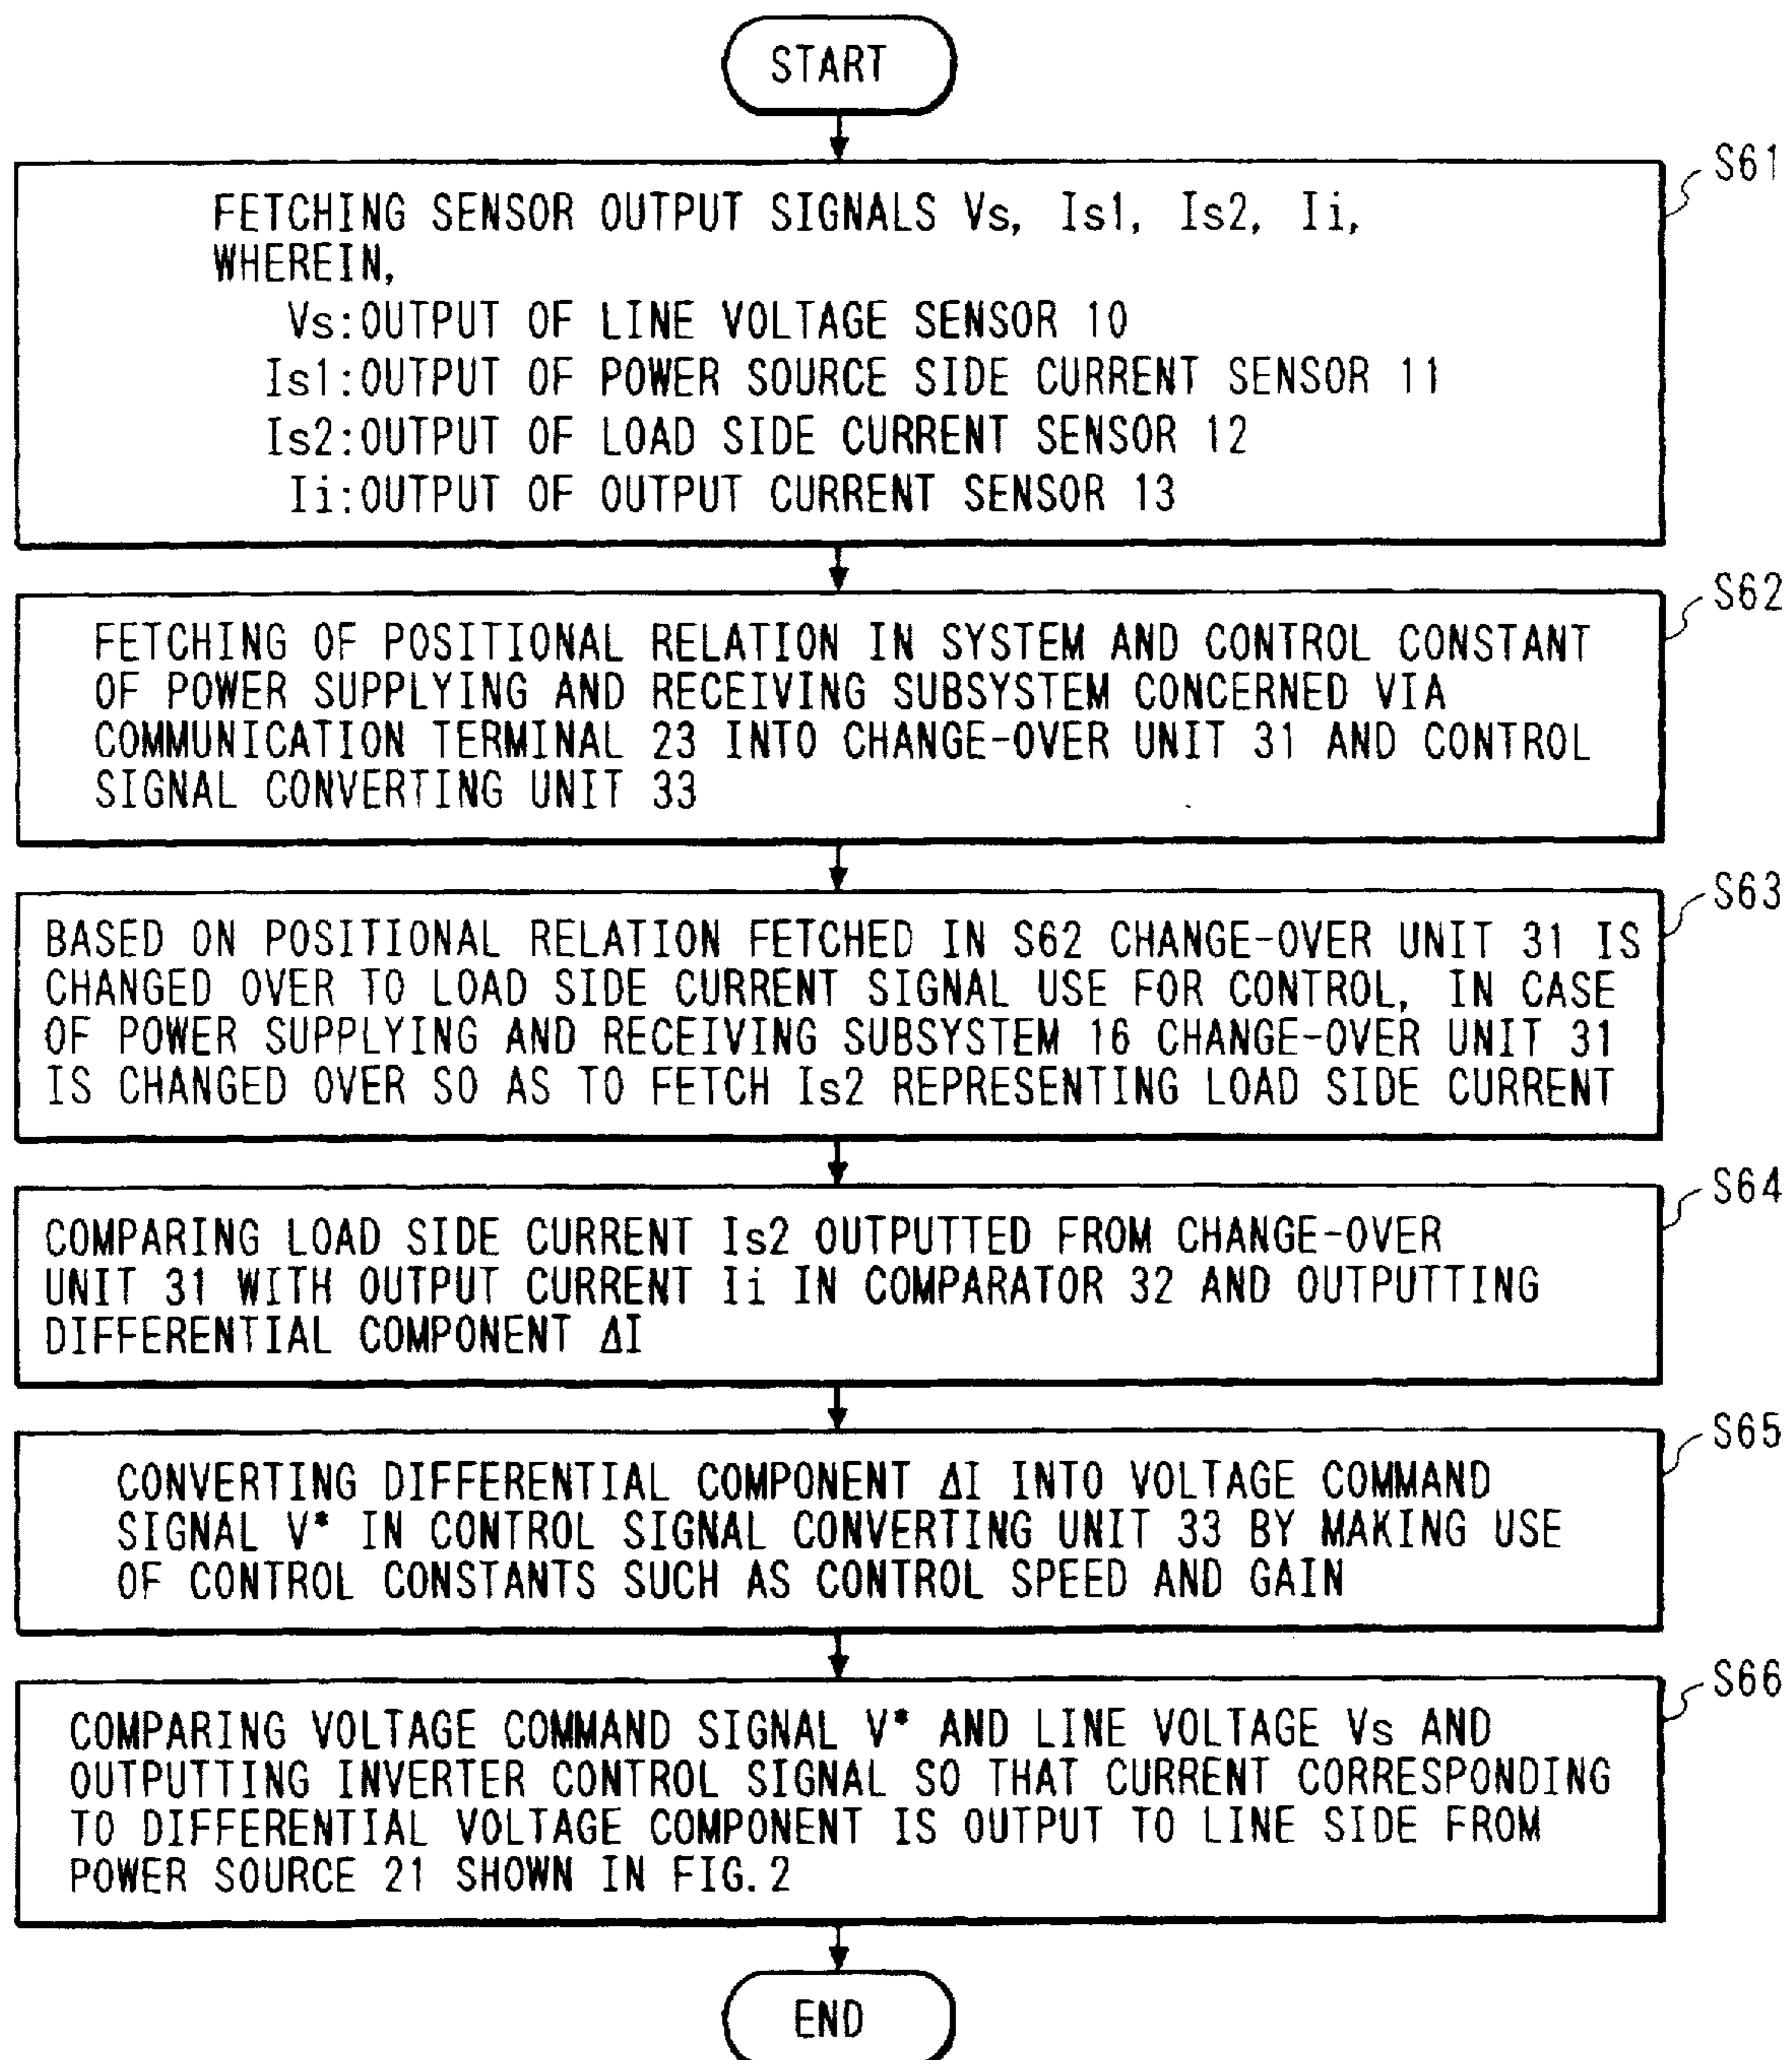 START
S61
FETCHING SENSOR OUTPUT SIGNALS Vs, Is1, Is2, Ii,
WHEREIN,
Vs:OUTPUT OF LINE VOLTAGE SENSOR 10
Is1:OUTPUT OF POWER SOURCE SIDE CURRENT SENSOR 11
Is2:OUTPUT OF LOAD SIDE CURRENT SENSOR 12
Ii:OUTPUT OF OUTPUT CURRENT SENSOR 13
S62
FETCHING OF POSITIONAL RELATION IN SYSTEM AND CONTROL CONSTANT
OF POWER SUPPLYING AND RECEIVING SUBSYSTEM CONCERNED VIA
COMMUNICATION TERMINAL 23 INTO CHANGE-OVER UNIT 31 AND CONTROL
SIGNAL CONVERTING UNIT 33
S63
BASED ON POSITIONAL RELATION FETCHED IN S62 CHANGE-OVER UNIT 31 IS
CHANGED OVER TO LOAD SIDE CURRENT SIGNAL USE FOR CONTROL, IN CASE
OF POWER SUPPLYING AND RECEIVING SUBSYSTEM 16 CHANGE-OVER UNIT 31
IS CHANGED OVER SO AS TO FETCH Is2 REPRESENTING LOAD SIDE CURRENT
S64
COMPARING LOAD SIDE CURRENT Is2 OUTPUTTED FROM CHANGE-OVER
UNIT 31 WITH OUTPUT CURRENT Ii IN COMPARATOR 32 AND OUTPUTTING
DIFFERENTIAL COMPONENT ΔI
S65
CONVERTING DIFFERENTIAL COMPONENT ΔI INTO VOLTAGE COMMAND
SIGNAL V* IN CONTROL SIGNAL CONVERTING UNIT 33 BY MAKING USE
OF CONTROL CONSTANTS SUCH AS CONTROL SPEED AND GAIN
S66
COMPARING VOLTAGE COMMAND SIGNAL V* AND LINE VOLTAGE Vs AND
OUTPUTTING INVERTER CONTROL SIGNAL SO THAT CURRENT CORRESPONDING
TO DIFFERENTIAL VOLTAGE COMPONENT IS OUTPUT TO LINE SIDE FROM
POWER SOURCE 21 SHOWN IN FIG.2
END